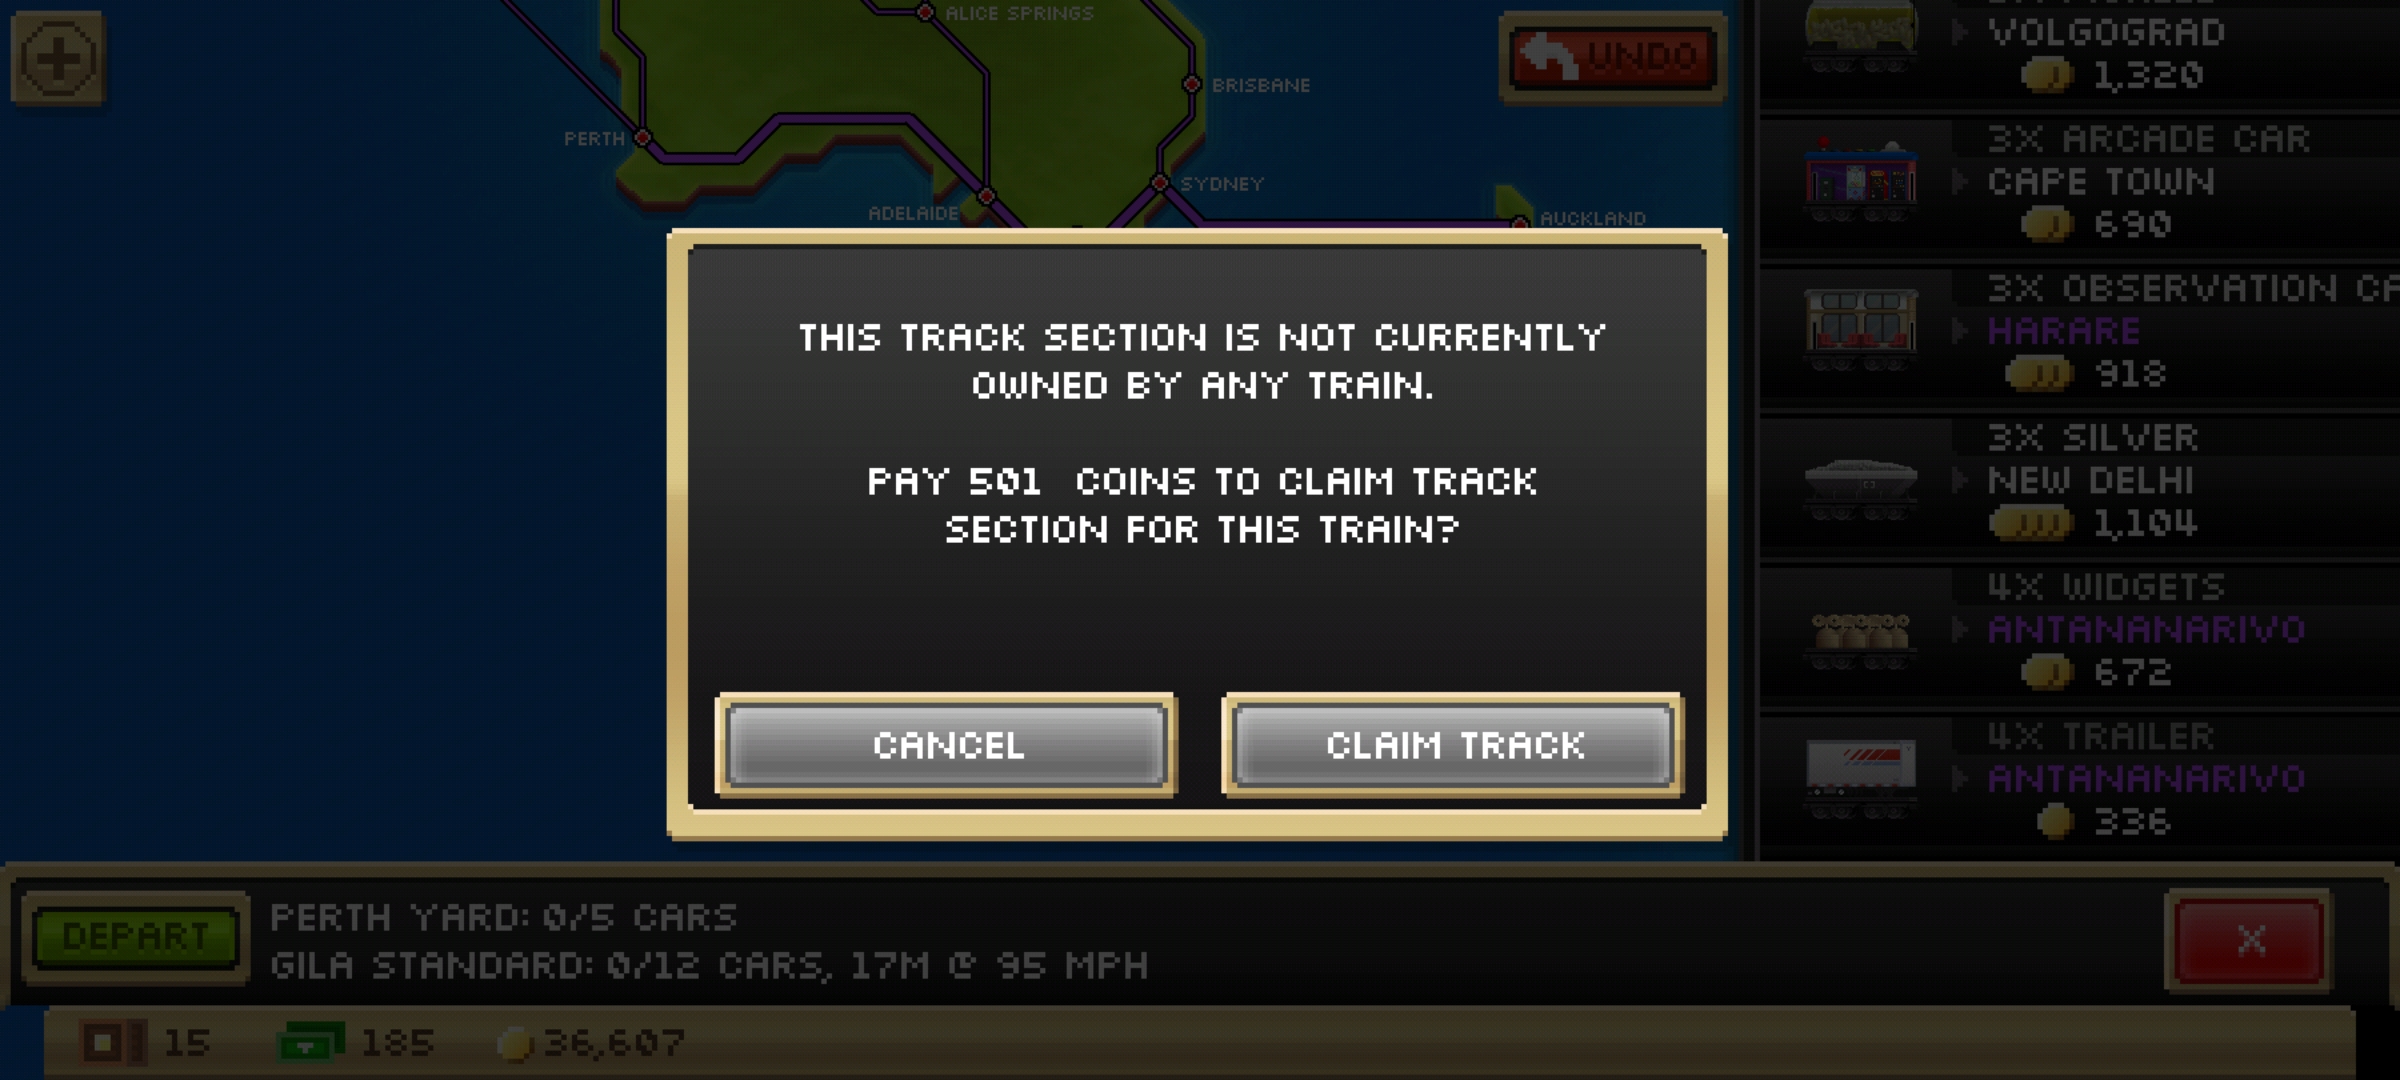 ALICE SPRINGS
UNDO
BRISBANE
PERTH
SYDNEY
ADELAIDE
AUCKLAND
THIS TRACK SECTION IS NOT CURRENTLY
OWNED BY ANY TRAIN.
PAY 501 COINS TO CLAIM TRACK
SECTION FOR THIS TRAIN?
CANCEL
CLAIM TRACK
VOLGOGRAD
1,320
3X ARCADE CAR
CAPE TOWN
690
3X OBSERVATION
HARARE
918
3X SILVER
NEW DELHI
1,104
4X WIDGETS
ANTANANARIVO
672
4X TRAILER
ANTANANARIVO
336
DEPART
PERTH YARD: 0/5 CARS
GILA STANDARD: 0/12 CARS, 17M @ 95 MPH
X
15
185
36,607